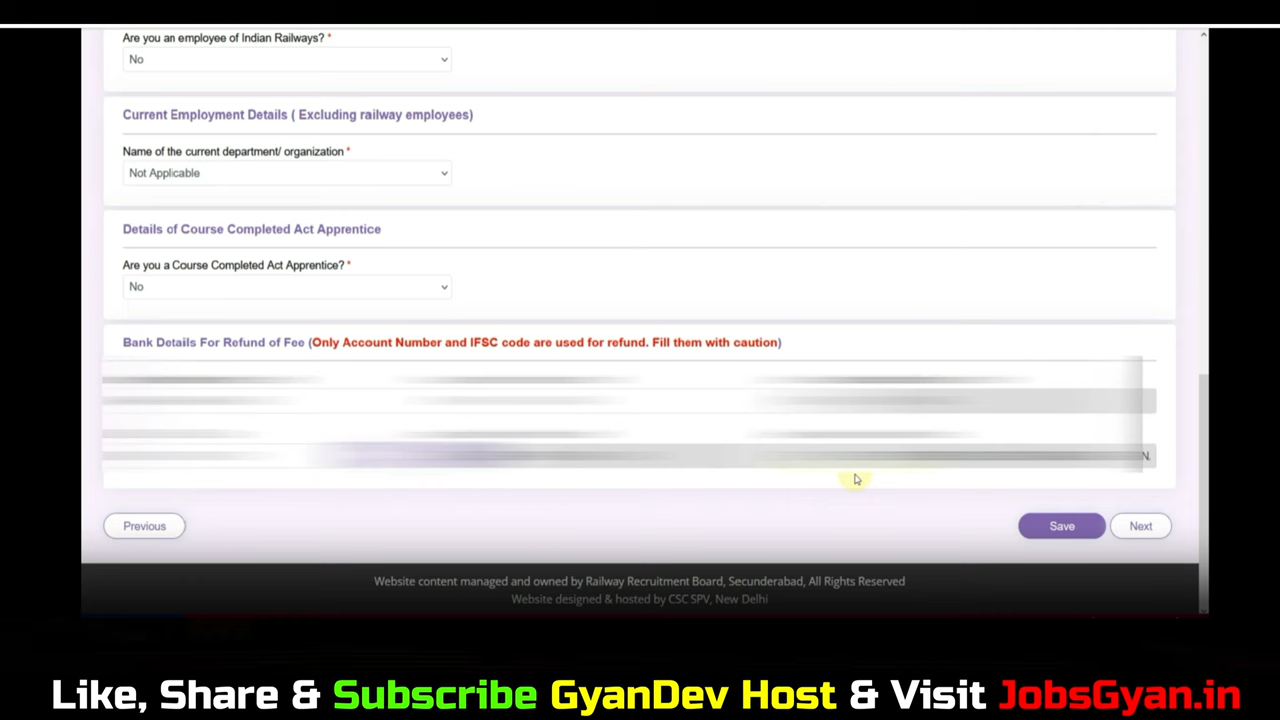 Are you an employee of Indian Railways? *
No
Current Employment Details ( Excluding railway employees)
Name of the current department/ organization *
Not Applicable
Details of Course Completed Act Apprentice
Are you a Course Completed Act Apprentice? *
No
Bank Details For Refund of Fee (Only Account Number and IFSC code are used for refund. Fill them with caution)
N.
Previous
Save
Next
Website content managed and owned by Railway Recruitment Board, Secunderabad, All Rights Reserved
Website designed & hosted by CSC SPV, New Delhi
Like, Share & Subscribe GyanDev Host & Visit JobsGyan.in